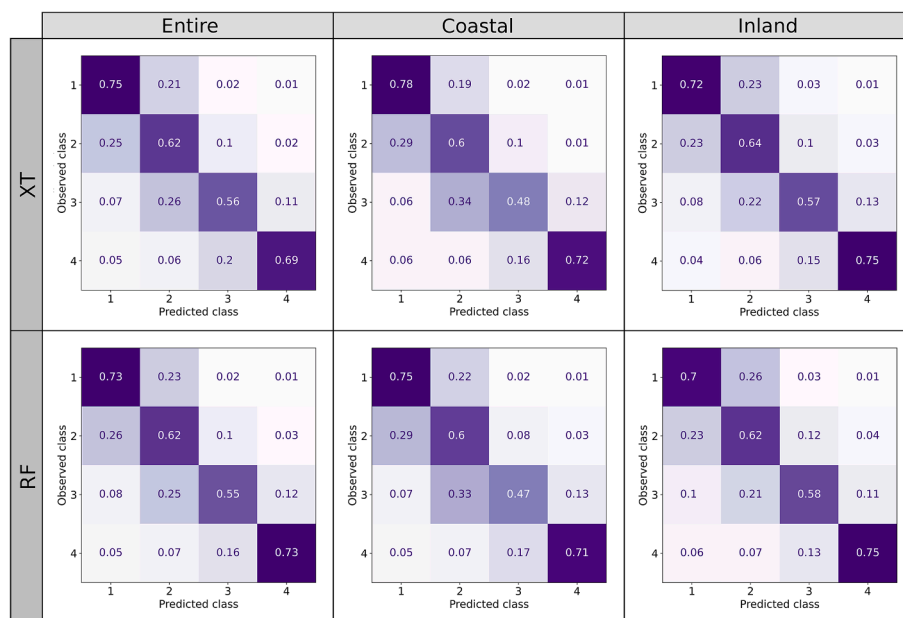 Entire Coastal Inland
XT
Observed class
1 0.75 0.21 0.02 0.01
2 0.25 0.62 0.1 0.02
3 0.07 0.26 0.56 0.11
4 0.05 0.06 0.2 0.69
1 2 3 4
Predicted class
Observed class
1 0.78 0.19 0.02 0.01
2 0.29 0.6 0.1 0.01
3 0.06 0.34 0.48 0.12
4 0.06 0.06 0.16 0.72
1 2 3 4
Predicted class
Observed class
1 0.72 0.23 0.03 0.01
2 0.23 0.64 0.1 0.03
3 0.08 0.22 0.57 0.13
4 0.04 0.06 0.15 0.75
1 2 3 4
Predicted class
RF
Observed class
1 0.73 0.23 0.02 0.01
2 0.26 0.62 0.1 0.03
3 0.08 0.25 0.55 0.12
4 0.05 0.07 0.16 0.73
1 2 3 4
Predicted class
Observed class
1 0.75 0.22 0.02 0.01
2 0.29 0.6 0.08 0.03
3 0.07 0.33 0.47 0.13
4 0.05 0.07 0.17 0.71
1 2 3 4
Predicted class
Observed class
1 0.7 0.26 0.03 0.01
2 0.23 0.62 0.12 0.04
3 0.1 0.21 0.58 0.11
4 0.06 0.07 0.13 0.75
1 2 3 4
Predicted class